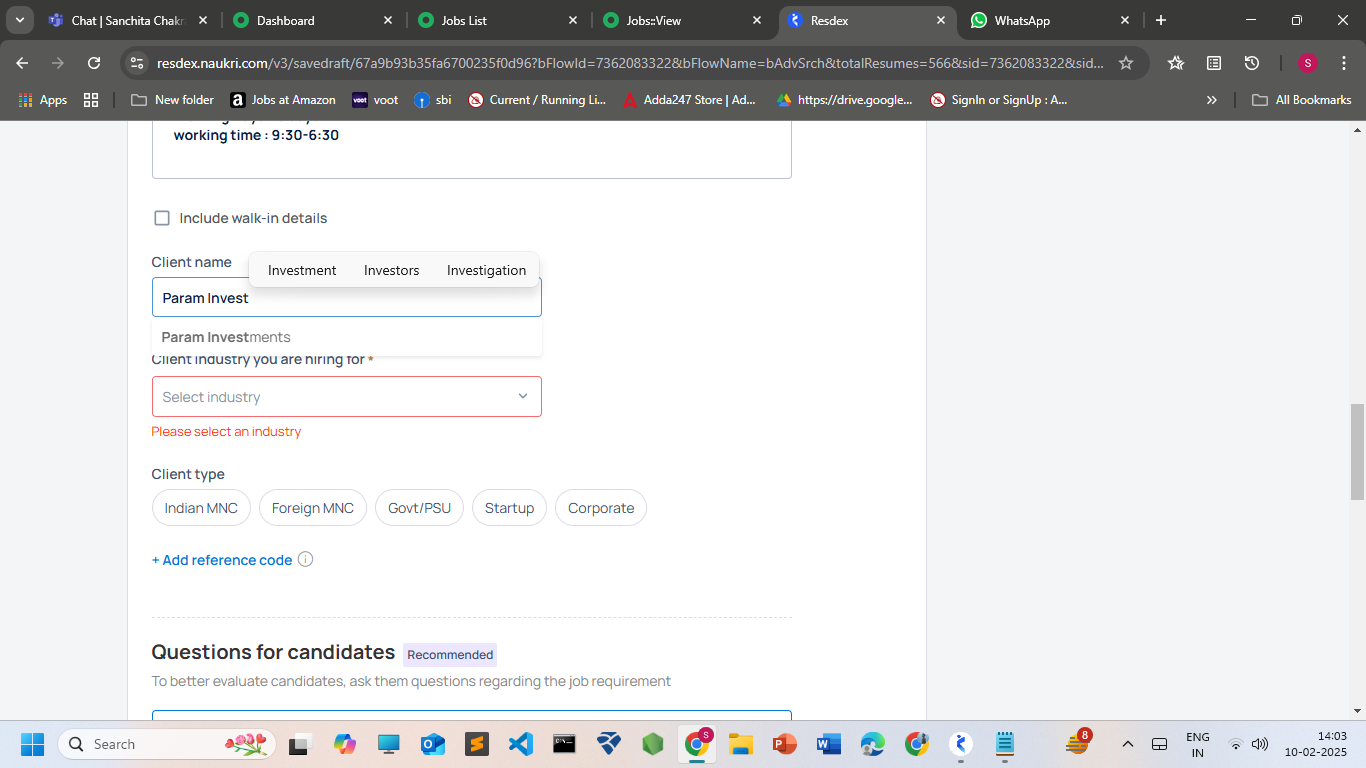 Chat | Sanchita Chakr
Dashboard
Jobs List
Jobs::View
Resdex
WhatsApp
resdex.naukri.com/v3/savedraft/67a9b93b35fa6700235f0d96?bFlowId=7362083322&bFlowName=bAdvSrch&totalResumes=566&sid=7362083322&sid...
S
Apps
New folder
a Jobs at Amazon
voot voot
sbi
Current / Running Li...
Adda247 Store | Ad...
https://drive.google...
SignIn or SignUp : A...
»
All Bookmarks
working time : 9:30-6:30
Include walk-in details
Client name
Investment Investors Investigation
Param Invest
Param Investments
Client industry you are hiring for *
Select industry
Please select an industry
Client type
Indian MNC Foreign MNC Govt/PSU Startup Corporate
+ Add reference code
Questions for candidates Recommended
To better evaluate candidates, ask them questions regarding the job requirement
Search
S
8
ENG
IN
14:03
10-02-2025